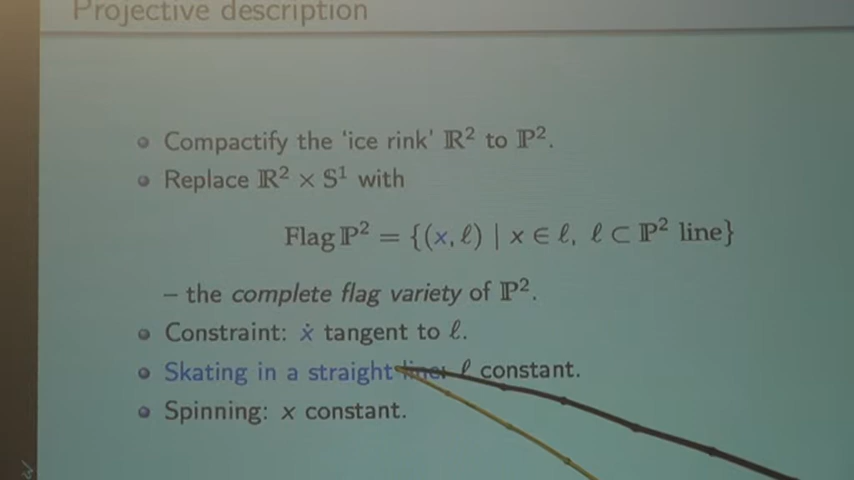 Projective description
Compactify the 'ice rink' ℝ² to ℙ².
Replace ℝ² × S¹ with
Flag ℙ² = {(x, ℓ) | x ∈ ℓ, ℓ ⊂ ℙ² line}
– the complete flag variety of ℙ².
Constraint: ẋ tangent to ℓ.
Skating in a straight line: ℓ constant.
Spinning: x constant.